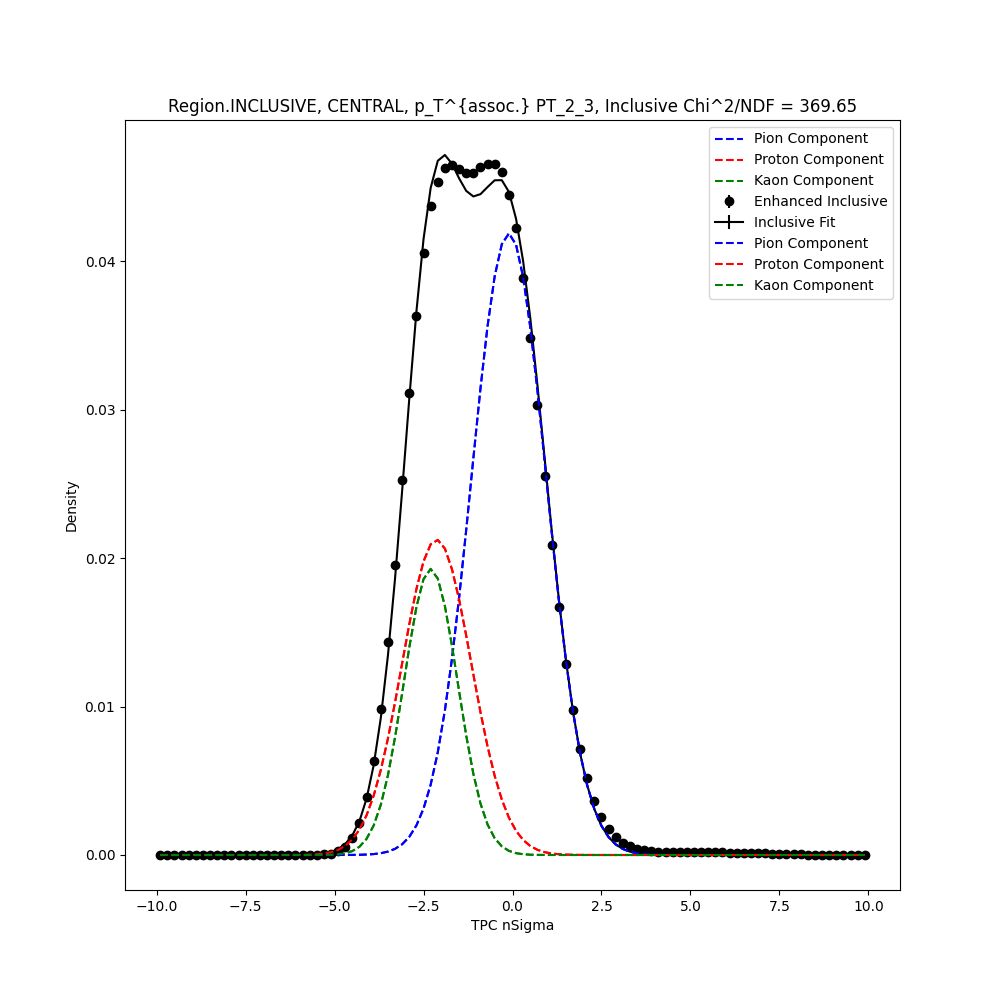 Region.INCLUSIVE, CENTRAL, p_T^{assoc.} PT_2_3, Inclusive Chi^2/NDF = 369.65
Pion Component
Proton Component
Kaon Component
Enhanced Inclusive
Inclusive Fit
Pion Component
Proton Component
Kaon Component
0.04
0.03
0.02
0.01
0.00
Density
−10.0 −7.5 −5.0 −2.5 0.0 2.5 5.0 7.5 10.0
TPC nSigma